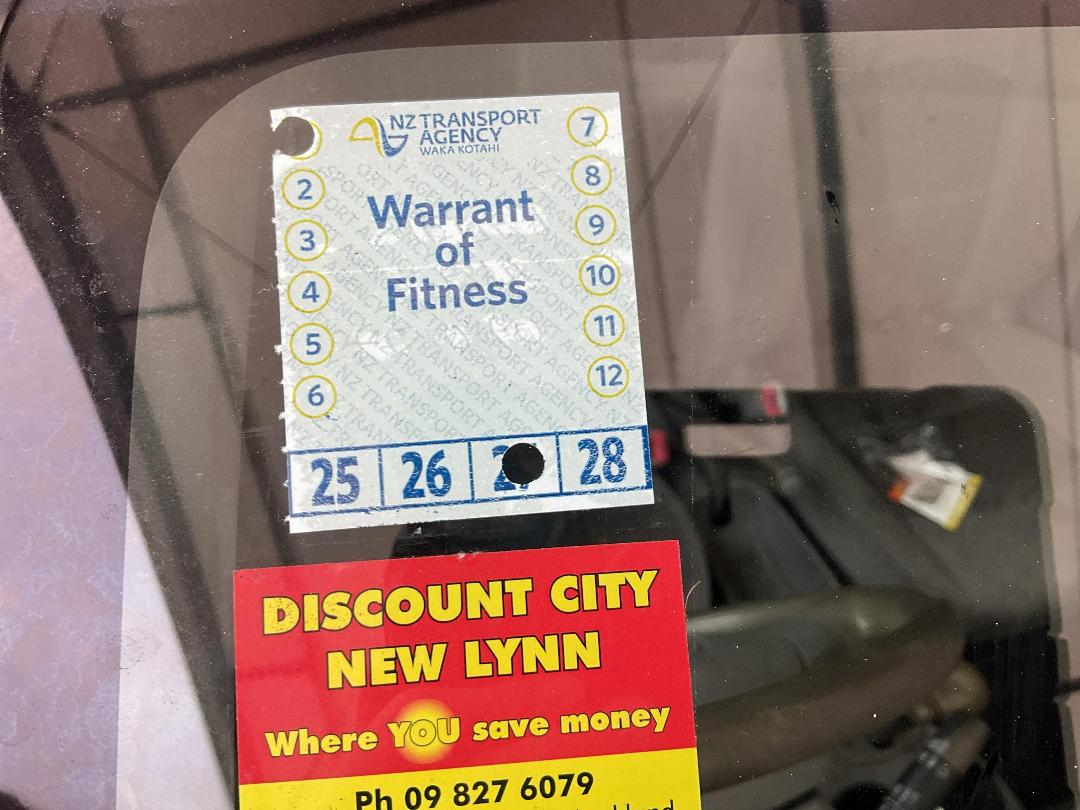 NZ TRANSPORT
AGENCY
WAKA KOTAHI
Warrant
of
Fitness
2
3
4
5
6
7
8
9
10
11
12
25 26 28
DISCOUNT CITY
NEW LYNN
Where YOU save money
Ph 09 827 6079